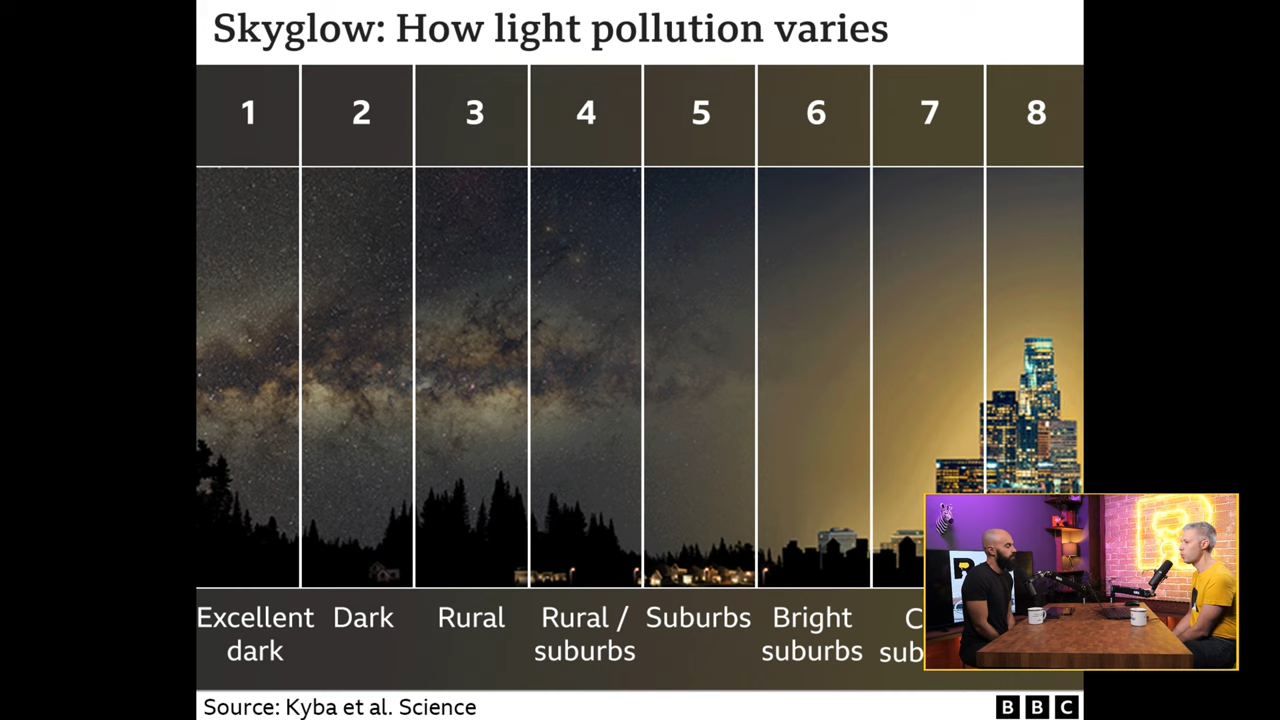 Skyglow: How light pollution varies
1 2 3 4 5 6 7 8
Excellent dark
Dark
Rural
Rural / suburbs
Suburbs
Bright suburbs
Source: Kyba et al. Science
BBC